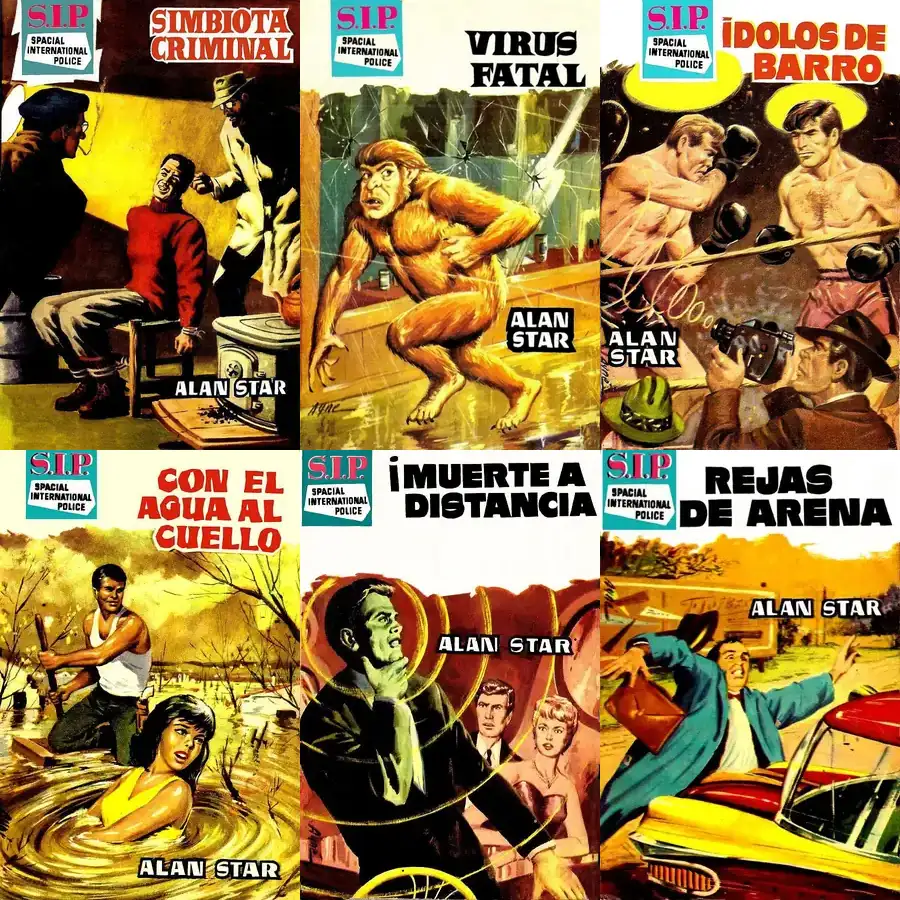 S.I.P.
SPACIAL
INTERNATIONAL
POLICE
SIMBIOTA
CRIMINAL
ALAN STAR
S.I.P.
SPACIAL
INTERNATIONAL
POLICE
VIRUS
FATAL
ALAN
STAR
S.I.P.
SPACIAL
INTERNATIONAL
POLICE
ÍDOLOS DE
BARRO
ALAN
STAR
S.I.P.
SPACIAL
INTERNATIONAL
POLICE
CON EL
AGUA AL
CUELLO
ALAN STAR
S.I.P.
SPACIAL
INTERNATIONAL
POLICE
¡MUERTE A
DISTANCIA
ALAN STAR
S.I.P.
SPACIAL
INTERNATIONAL
POLICE
REJAS
DE ARENA
ALAN STAR